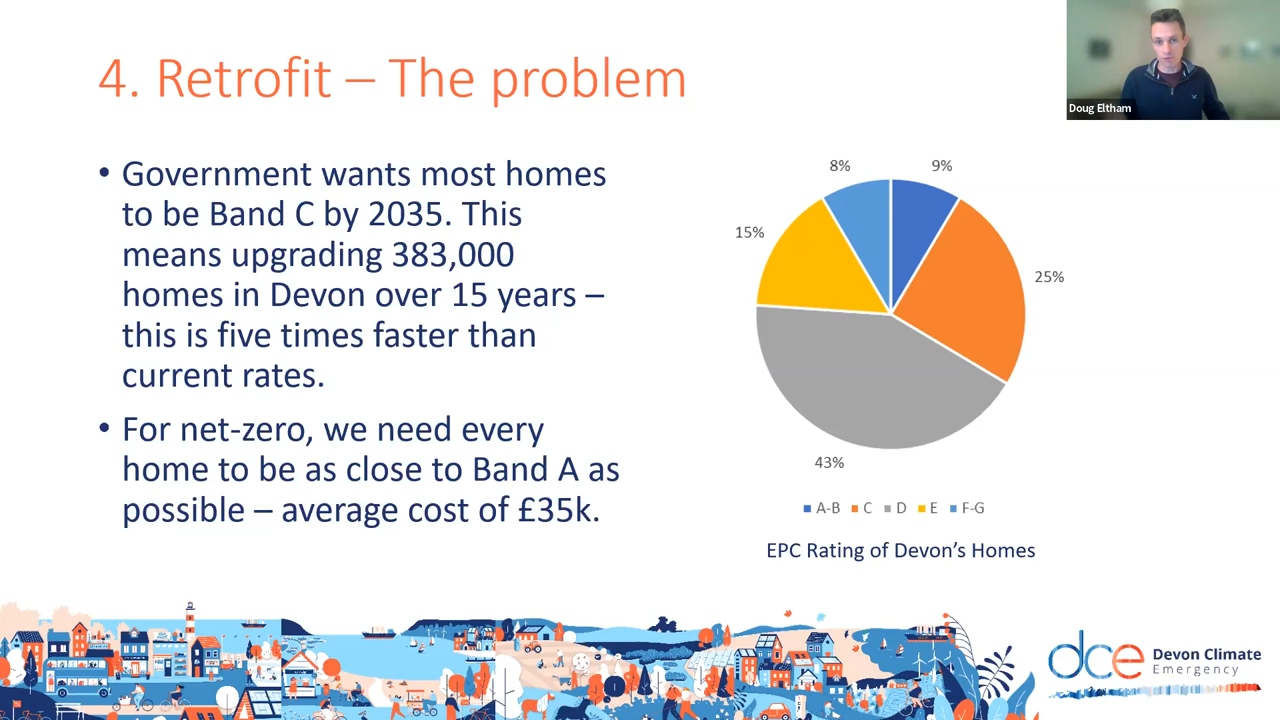 4. Retrofit – The problem
Doug Eltham
• Government wants most homes
to be Band C by 2035. This
means upgrading 383,000
homes in Devon over 15 years –
this is five times faster than
current rates.
• For net-zero, we need every
home to be as close to Band A as
possible – average cost of £35k.
8%
9%
15%
25%
43%
A-B C D E F-G
EPC Rating of Devon's Homes
dce Devon Climate
Emergency